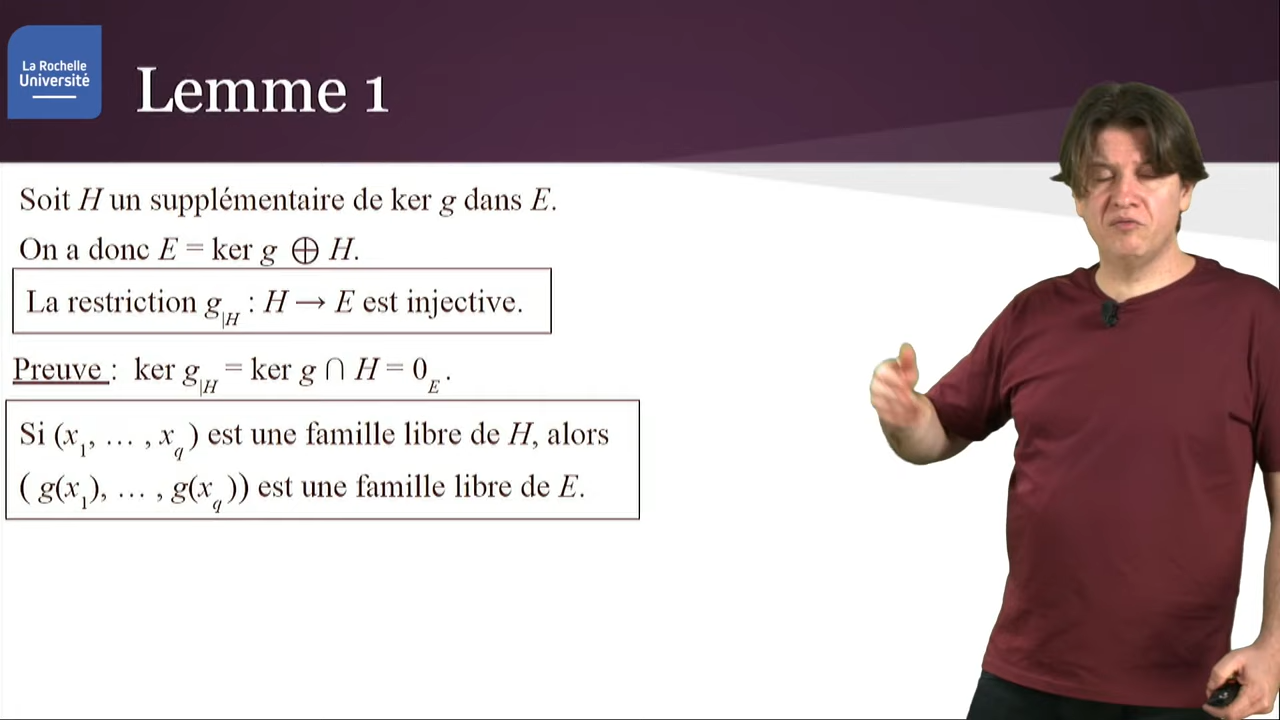 La Rochelle
Université
Lemme 1
Soit H un supplémentaire de ker g dans E.
On a donc E = ker g ⊕ H.
La restriction g|H : H → E est injective.
Preuve : ker g|H = ker g ∩ H = 0E .
Si (x1, … , xq ) est une famille libre de H, alors
( g(x1), … , g(xq )) est une famille libre de E.